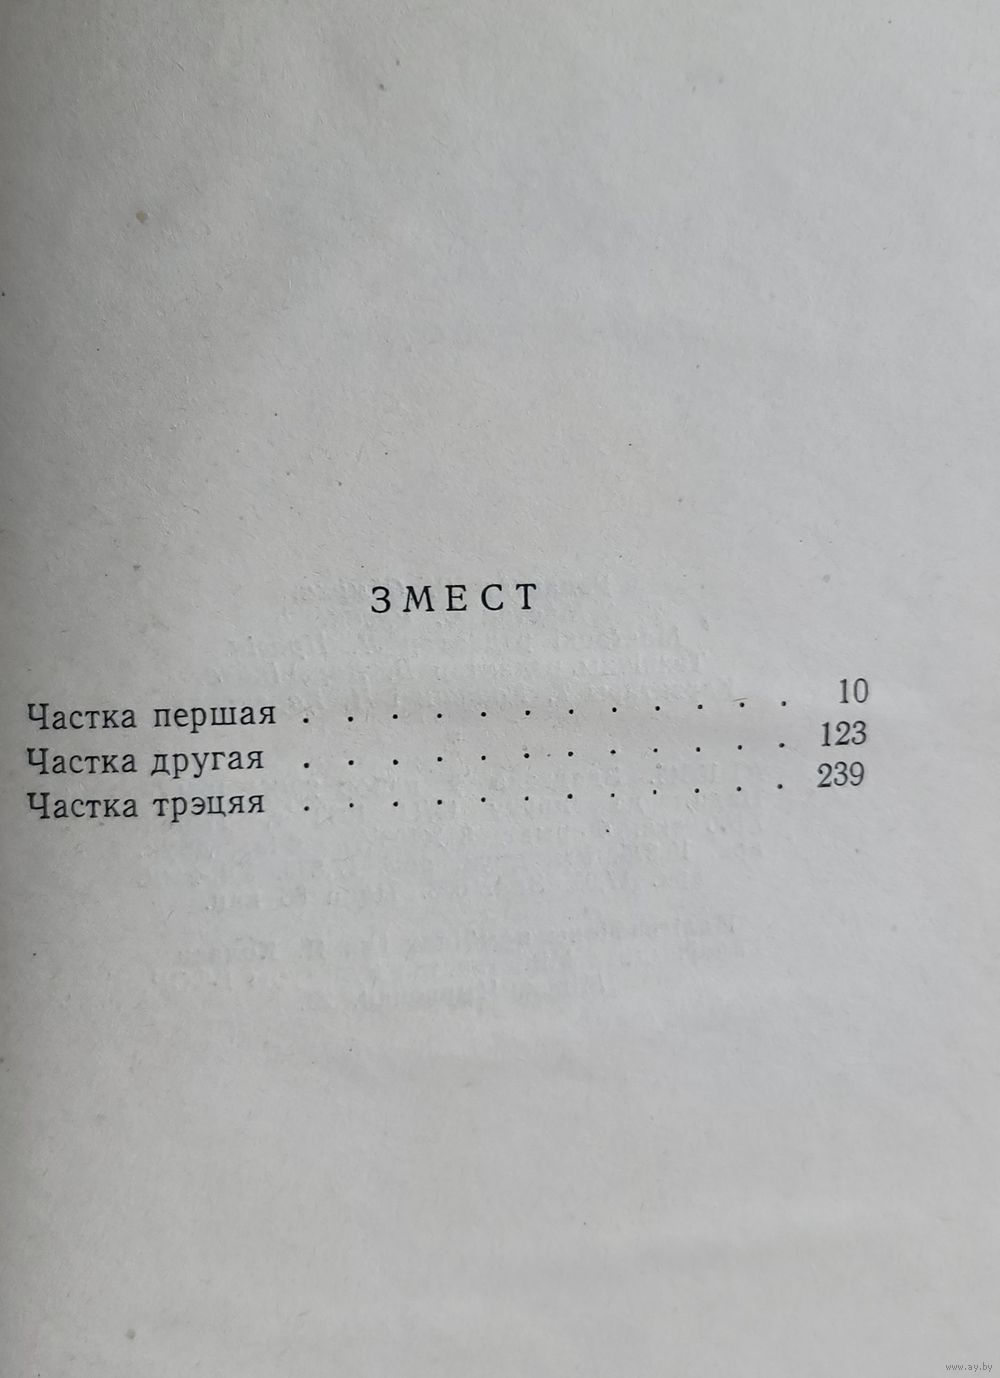 ЗМЕСТ
Частка першая . . . . . . . . . . . . 10
Частка другая . . . . . . . . . . . . 123
Частка трэцяя . . . . . . . . . . . . 239
www.ay.by